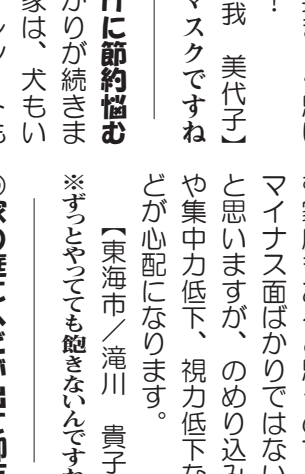 ！
我　美代子】
マスクですね
に節約悩む
かりが続きま
家は、犬もい
マイナス面ばかりではない
と思いますが、のめり込み
や集中力低下、視力低下な
どが心配になります。
【東海市／滝川　貴子
※ずっとやってても飽きないんですね